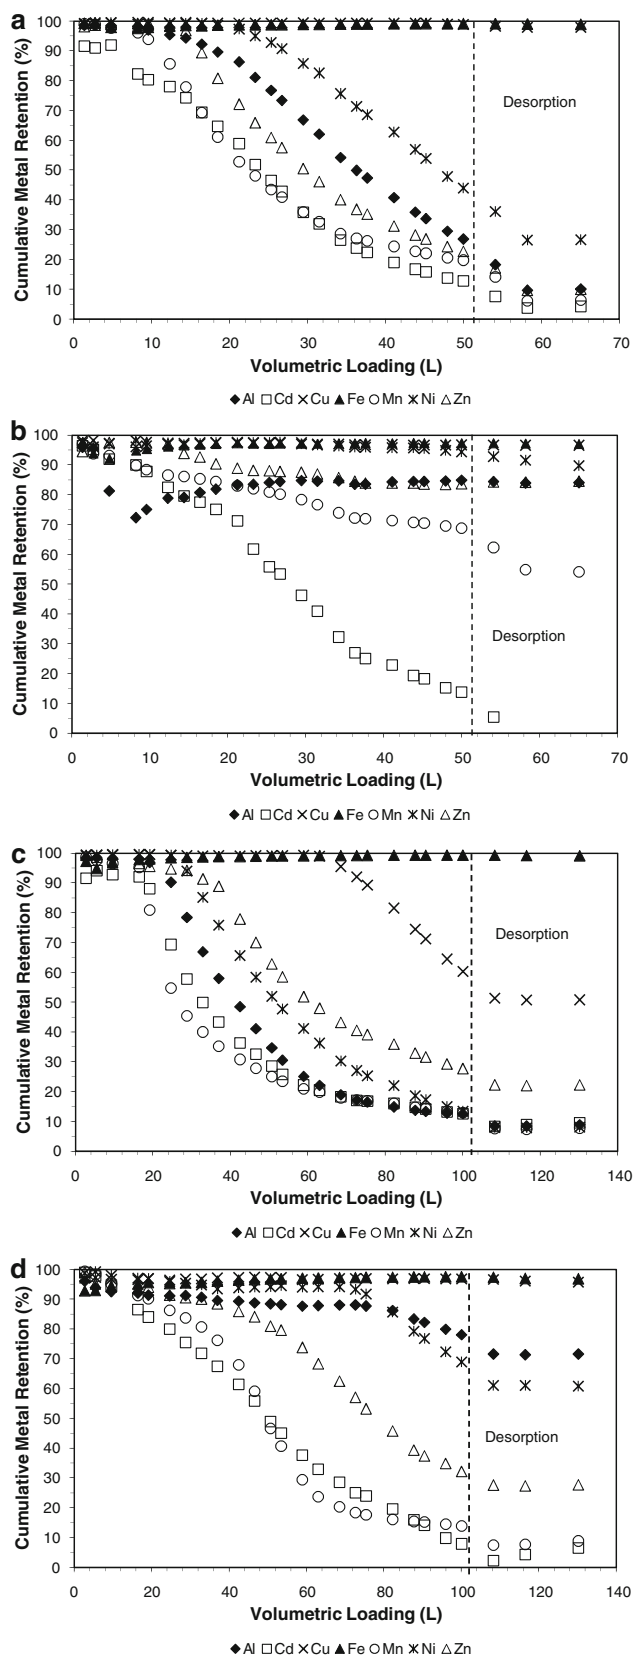 a
Cumulative Metal Retention (%)
100
90
80
70
60
50
40
30
20
10
0
Desorption
0 10 20 30 40 50 60 70
Volumetric Loading (L)
◆Al □Cd ×Cu ▲Fe ○Mn ж Ni △Zn
b
Cumulative Metal Retention (%)
100
90
80
70
60
50
40
30
20
10
0
Desorption
0 10 20 30 40 50 60 70
Volumetric Loading (L)
◆Al □Cd ×Cu ▲Fe ○Mn ж Ni △Zn
c
Cumulative Metal Retention (%)
100
90
80
70
60
50
40
30
20
10
0
Desorption
0 20 40 60 80 100 120 140
Volumetric Loading (L)
◆Al □Cd ×Cu ▲Fe ○Mn ж Ni △Zn
d
Cumulative Metal Retention (%)
100
90
80
70
60
50
40
30
20
10
0
Desorption
0 20 40 60 80 100 120 140
Volumetric Loading (L)
◆Al □Cd ×Cu ▲Fe ○Mn ж Ni △Zn